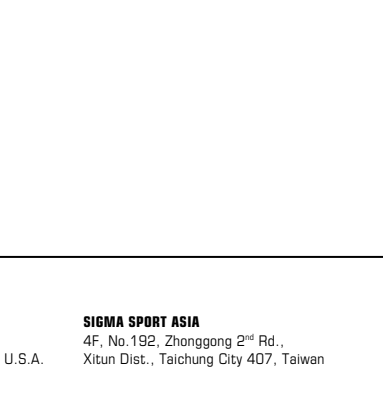 SIGMA SPORT ASIA
4F, No.192, Zhonggong 2nd Rd.,
U.S.A. Xitun Dist., Taichung City 407, Taiwan